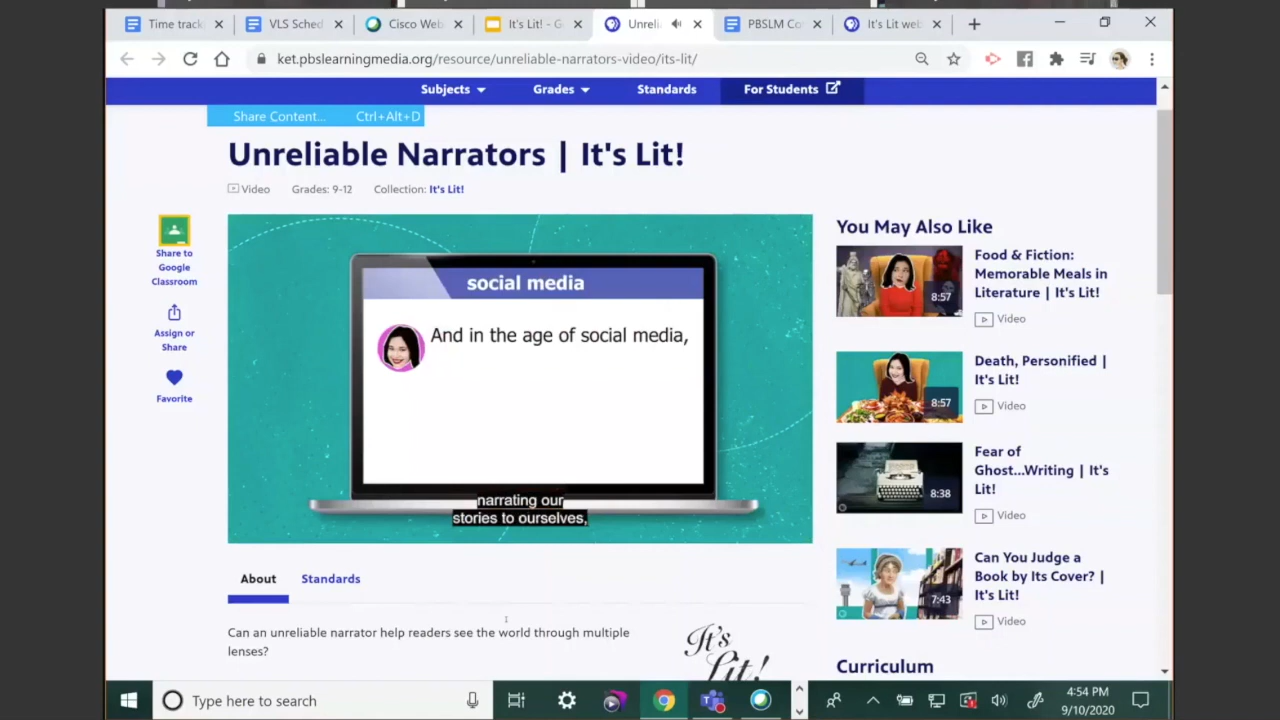 Time track
VLS Sched
Cisco Web
It's Lit! - G
Unreli
PBSLM Co
It's Lit web
ket.pbslearningmedia.org/resource/unreliable-narrators-video/its-lit/
Subjects
Grades
Standards
For Students
Share Content... Ctrl+Alt+D
Unreliable Narrators | It's Lit!
Video
Grades: 9-12
Collection: It's Lit!
Share to
Google
Classroom
Assign or
Share
Favorite
social media
And in the age of social media,
narrating our
stories to ourselves,
You May Also Like
8:57
Food & Fiction:
Memorable Meals in
Literature | It's Lit!
Video
8:57
Death, Personified |
It's Lit!
Video
8:38
Fear of
Ghost...Writing | It's
Lit!
Video
7:43
Can You Judge a
Book by Its Cover? |
It's Lit!
Video
Curriculum
About
Standards
Can an unreliable narrator help readers see the world through multiple
lenses?
It's
Lit!
Type here to search
4:54 PM
9/10/2020